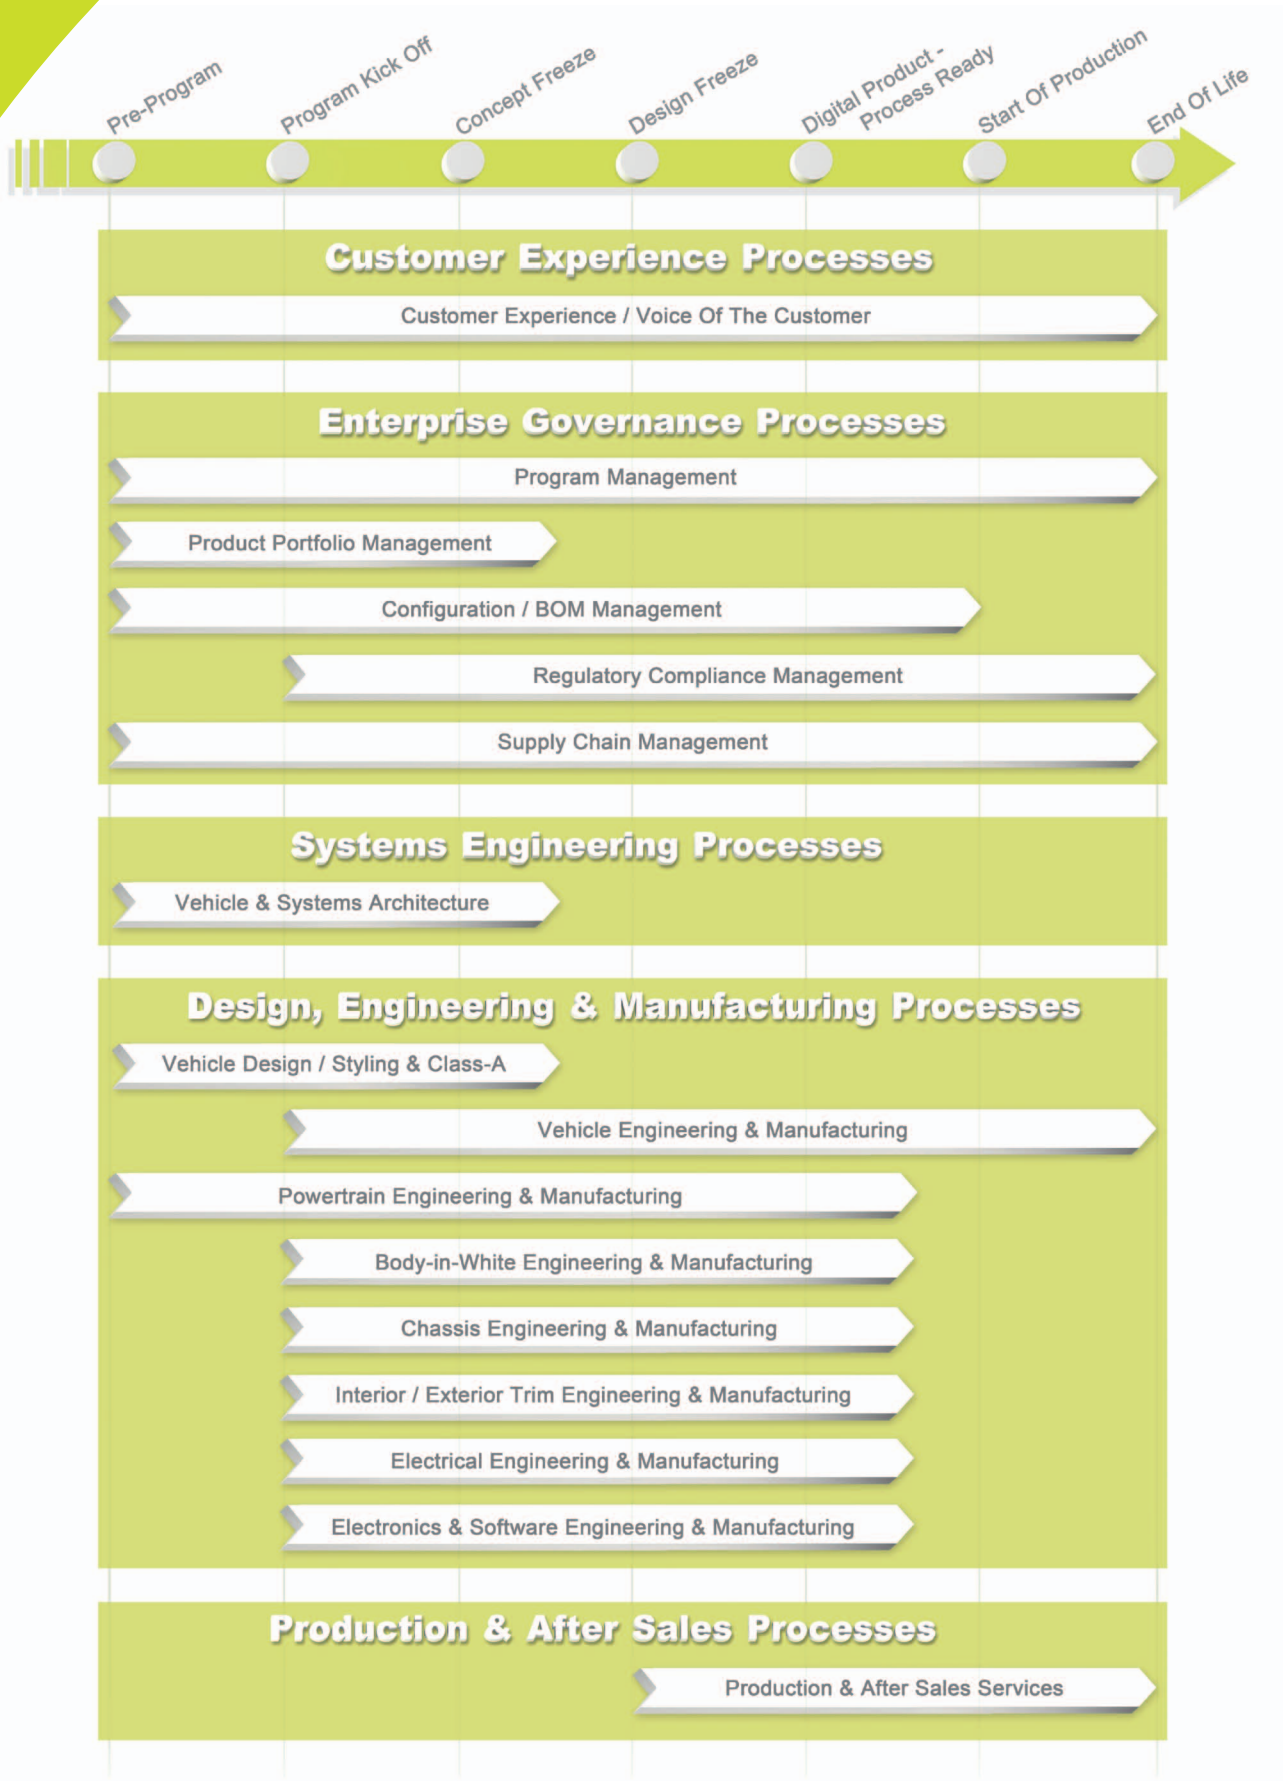 Pre-Program
Program Kick Off
Concept Freeze
Design Freeze
Digital Product -
Process Ready
Start Of Production
End Of Life
Customer Experience Processes
Customer Experience / Voice Of The Customer
Enterprise Governance Processes
Program Management
Product Portfolio Management
Configuration / BOM Management
Regulatory Compliance Management
Supply Chain Management
Systems Engineering Processes
Vehicle & Systems Architecture
Design, Engineering & Manufacturing Processes
Vehicle Design / Styling & Class-A
Vehicle Engineering & Manufacturing
Powertrain Engineering & Manufacturing
Body-in-White Engineering & Manufacturing
Chassis Engineering & Manufacturing
Interior / Exterior Trim Engineering & Manufacturing
Electrical Engineering & Manufacturing
Electronics & Software Engineering & Manufacturing
Production & After Sales Processes
Production & After Sales Services